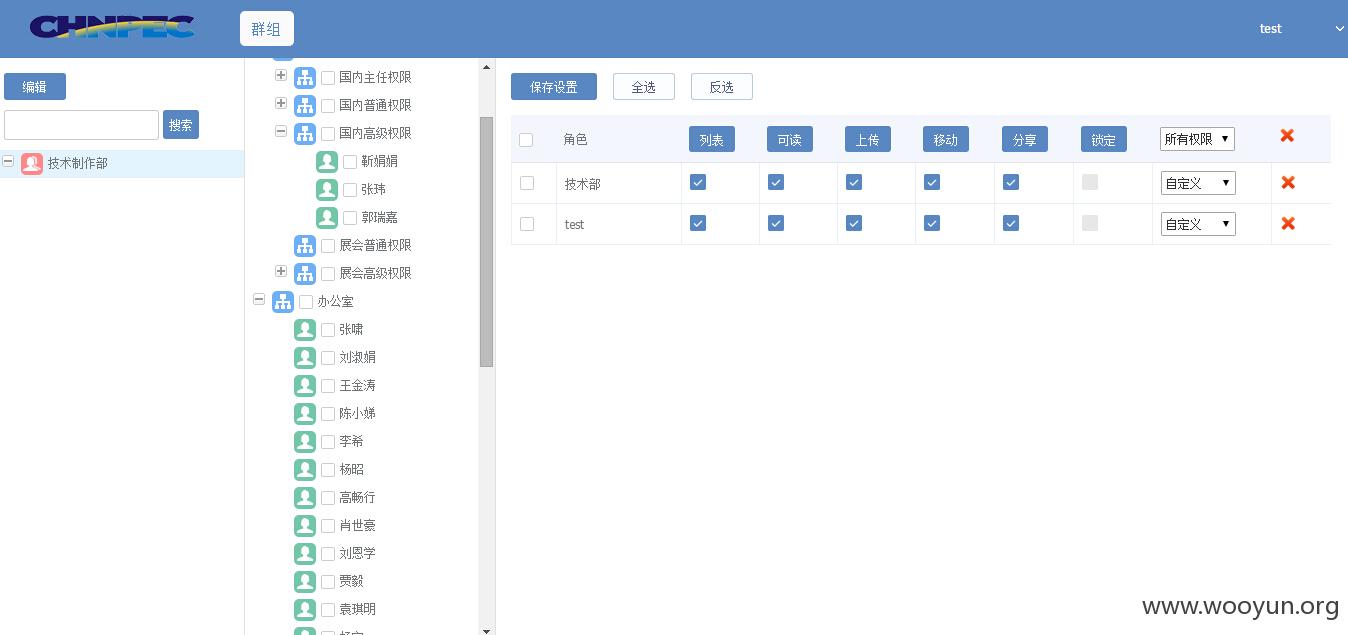 CHNPEC
群组
test
编辑
搜索
技术制作部
国内主任权限
国内普通权限
国内高级权限
靳娟娟
张玮
郭瑞嘉
展会普通权限
展会高级权限
办公室
张啸
刘淑娟
王金涛
陈小娣
李希
杨昭
高畅行
肖世豪
刘恩学
贾毅
袁琪明
保存设置 全选 反选
角色 列表 可读 上传 移动 分享 锁定 所有权限
技术部 自定义
test 自定义
www.wooyun.org